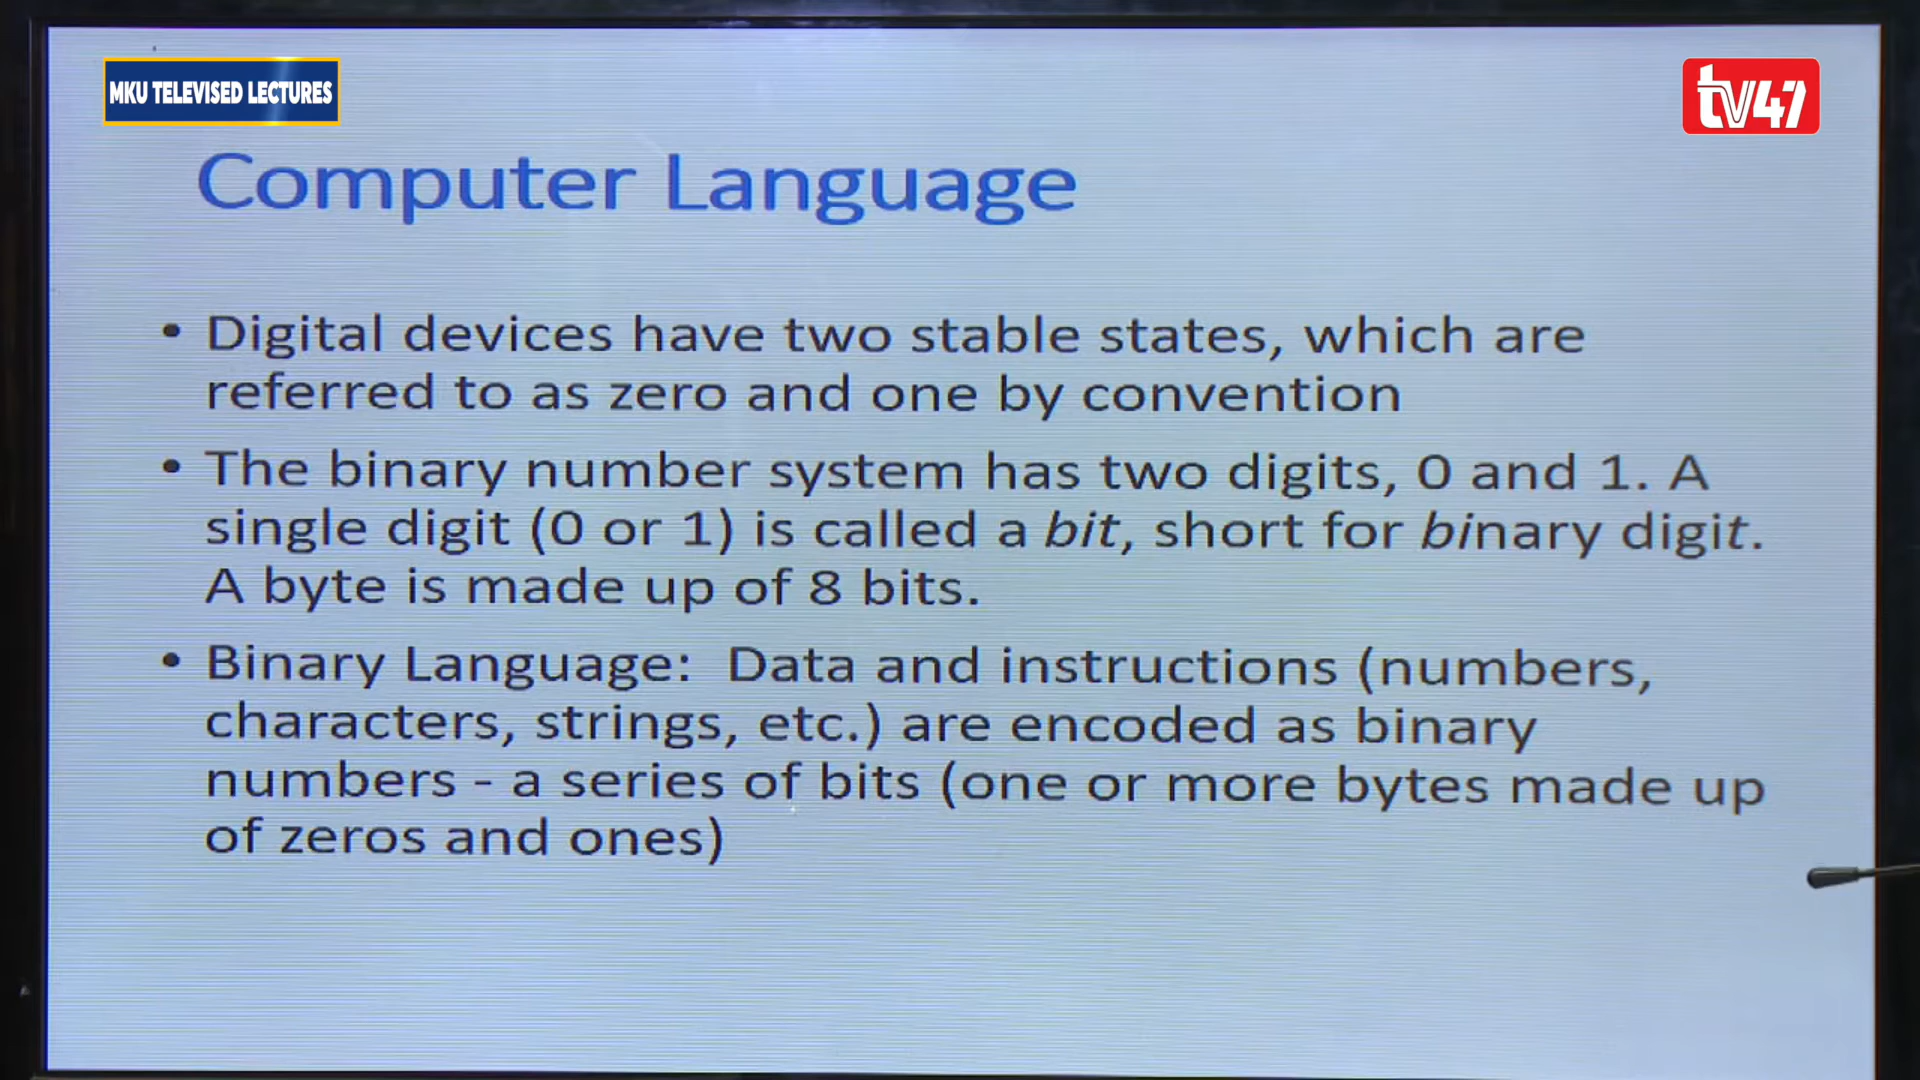 MKU TELEVISED LECTURES
tv47
Computer Language
• Digital devices have two stable states, which are
referred to as zero and one by convention
• The binary number system has two digits, 0 and 1. A
single digit (0 or 1) is called a bit, short for binary digit.
A byte is made up of 8 bits.
• Binary Language: Data and instructions (numbers,
characters, strings, etc.) are encoded as binary
numbers - a series of bits (one or more bytes made up
of zeros and ones)